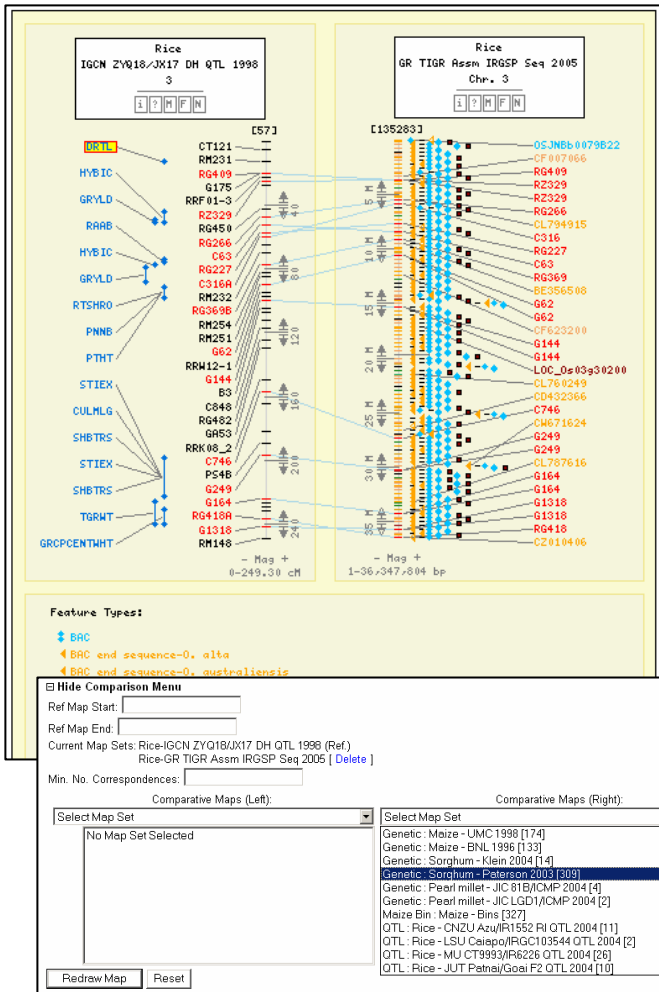 Rice
IGCN ZYQ18/JX17 DH QTL 1998
3
i ? M F N
Rice
GR TIGR Assm IRGSP Seq 2005
Chr. 3
i ? M F N
[57]
DRTL
HYBIC
GRYLD
RAAB
HYBIC
GRYLD
RTSHRO
PNNB
PTHT
STIEX
CULMLG
SHBTRS
STIEX
SHBTRS
TGRWT
GRCPCENTWHT
CT121
RM231
RG409
G175
RRF01-3
RZ329
RG450
RG266
C63
RG227
C316A
RM232
RG369B
RM254
RM251
G62
RRW12-1
G144
B3
C848
RG482
GA53
RRK08_2
C746
PS4B
G249
G164
RG418A
G1318
RM148
40
80
120
160
200
240
- Mag +
0-249.30 cM
[135283]
5 M
10 M
15 M
20 M
25 M
30 M
35 M
OSJNBb0079B22
CF007066
RG409
RZ329
RZ329
RG266
CL794915
C316
RG227
C63
RG369
BE356508
G62
G62
CF623200
G144
G144
LOC_Os03g30200
CL760249
CD432366
C746
CW671624
G249
G249
CL787616
G164
G164
G1318
G1318
RG418
CZ010406
- Mag +
1-36,347,804 bp
Feature Types:
BAC
BAC end sequence-O. alta
BAC end sequence-O. australiensis
Hide Comparison Menu
Ref Map Start:
Ref Map End:
Current Map Sets: Rice-IGCN ZYQ18/JX17 DH QTL 1998 (Ref.)
Rice-GR TIGR Assm IRGSP Seq 2005 [ Delete ]
Min. No. Correspondences:
Comparative Maps (Left):
Comparative Maps (Right):
Select Map Set
Select Map Set
No Map Set Selected
Genetic : Maize - UMC 1998 [174]
Genetic : Maize - BNL 1996 [133]
Genetic : Sorghum - Klein 2004 [14]
Genetic : Sorghum - Paterson 2003 [309]
Genetic : Pearl millet - JIC 81B/ICMP 2004 [4]
Genetic : Pearl millet - JIC LGD1/ICMP 2004 [2]
Maize Bin : Maize - Bins [327]
QTL : Rice - CNZU Azu/IR1552 RI QTL 2004 [11]
QTL : Rice - LSU Caiapo/IRGC103544 QTL 2004 [2]
QTL : Rice - MU CT9993/IR6226 QTL 2004 [26]
QTL : Rice - JUT Patnai/Goai F2 QTL 2004 [10]
Redraw Map
Reset